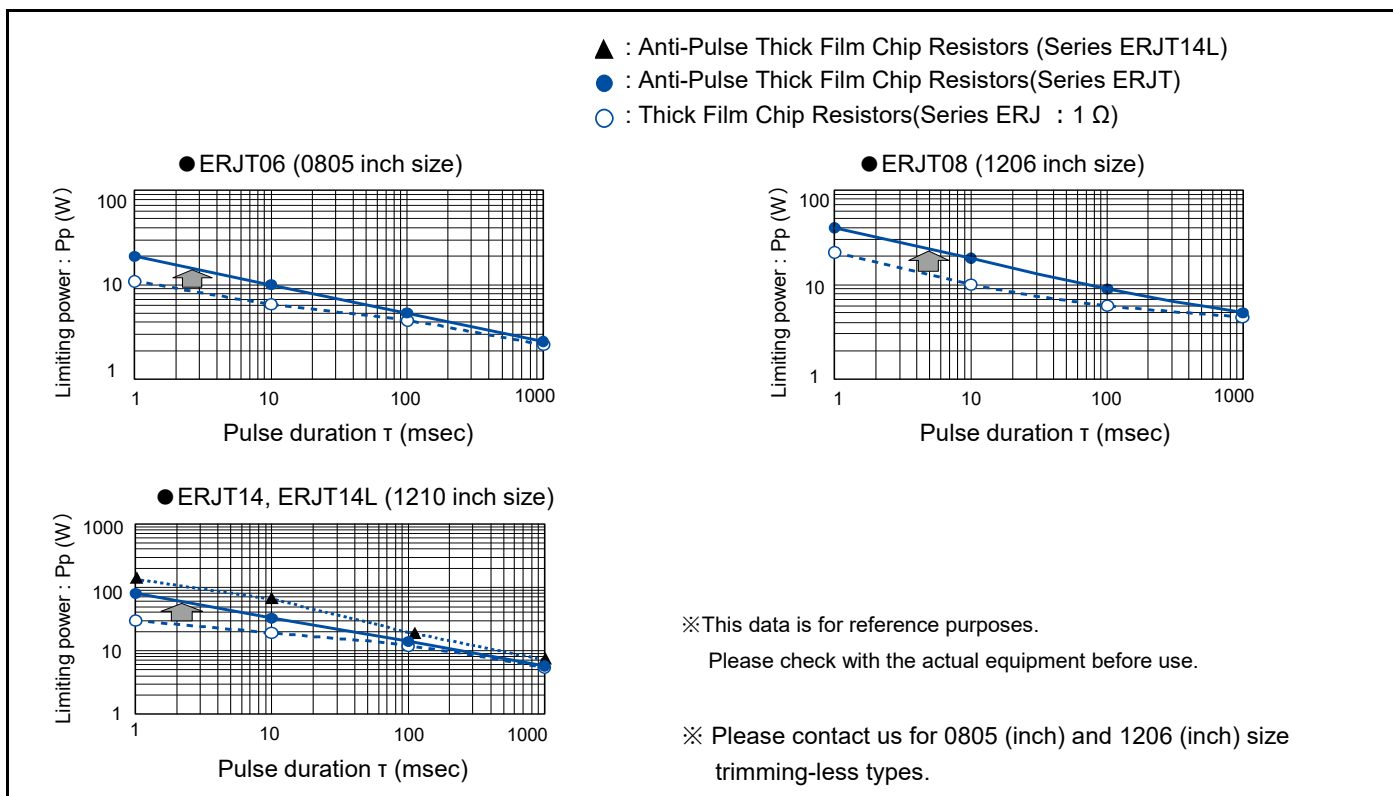 ▲ : Anti-Pulse Thick Film Chip Resistors (Series ERJT14L)
● : Anti-Pulse Thick Film Chip Resistors(Series ERJT)
○ : Thick Film Chip Resistors(Series ERJ : 1 Ω)
●ERJT06 (0805 inch size)
Limiting power : Pp (W)
100
10
1
1 10 100 1000
Pulse duration τ (msec)
●ERJT08 (1206 inch size)
Limiting power : Pp (W)
100
10
1
1 10 100 1000
Pulse duration τ (msec)
●ERJT14, ERJT14L (1210 inch size)
Limiting power : Pp (W)
1000
100
10
1
1 10 100 1000
Pulse duration τ (msec)
※This data is for reference purposes.
Please check with the actual equipment before use.
※ Please contact us for 0805 (inch) and 1206 (inch) size
trimming-less types.